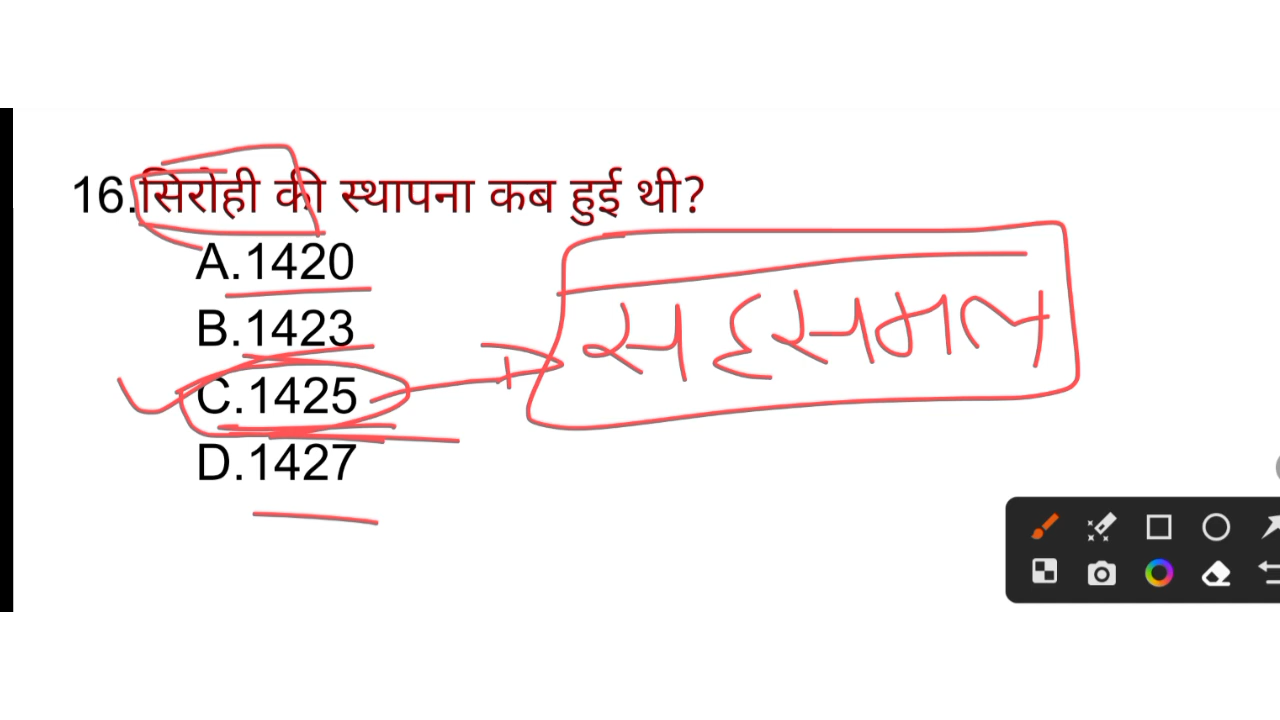 16.सिरोही की स्थापना कब हुई थी?
A.1420
B.1423
C.1425
D.1427
सहसमल